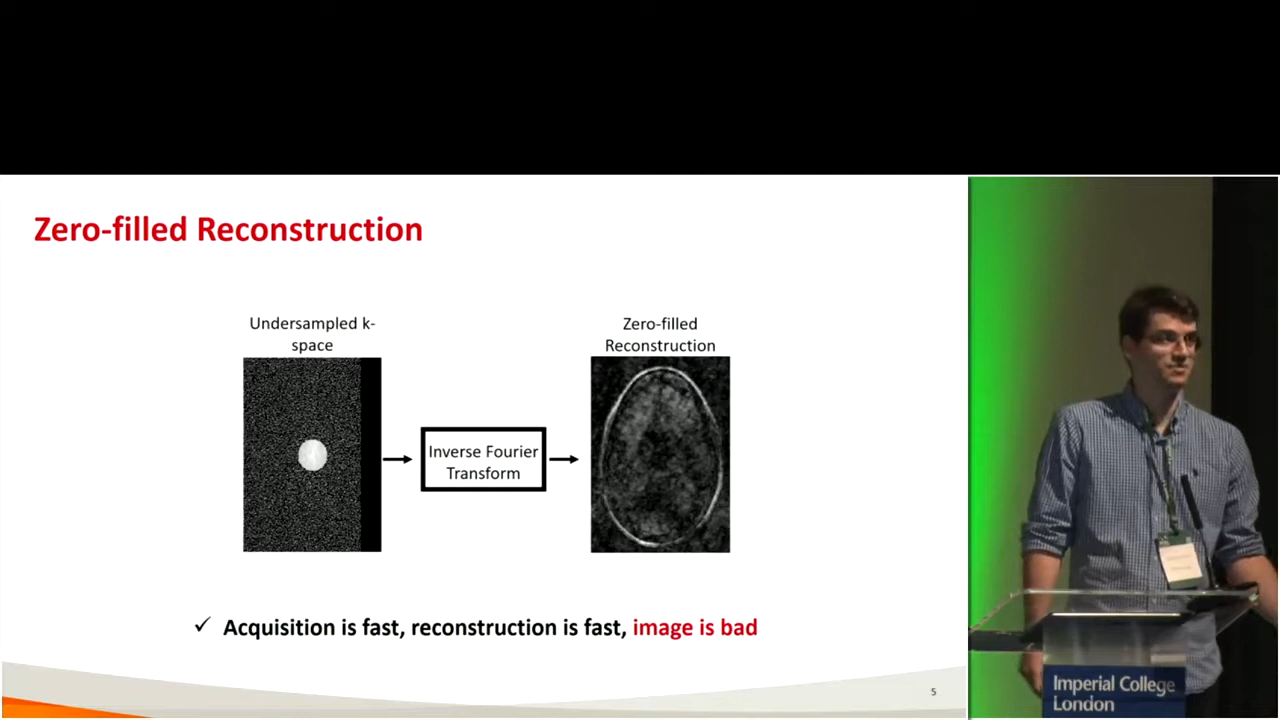 Zero-filled Reconstruction
Undersampled k-
space
Zero-filled
Reconstruction
Inverse Fourier
Transform
✓ Acquisition is fast, reconstruction is fast, image is bad
5
Imperial College
London